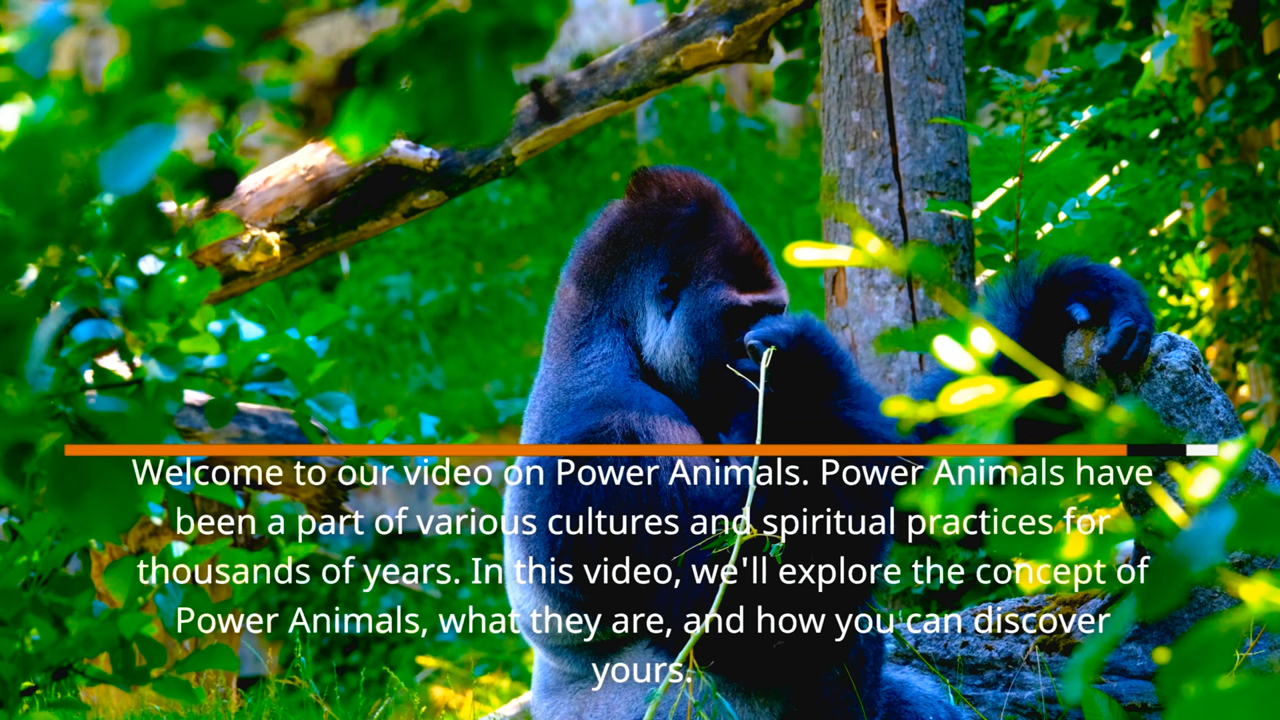 Welcome to our video on Power Animals. Power Animals have
been a part of various cultures and spiritual practices for
thousands of years. In this video, we'll explore the concept of
Power Animals, what they are, and how you can discover
yours.